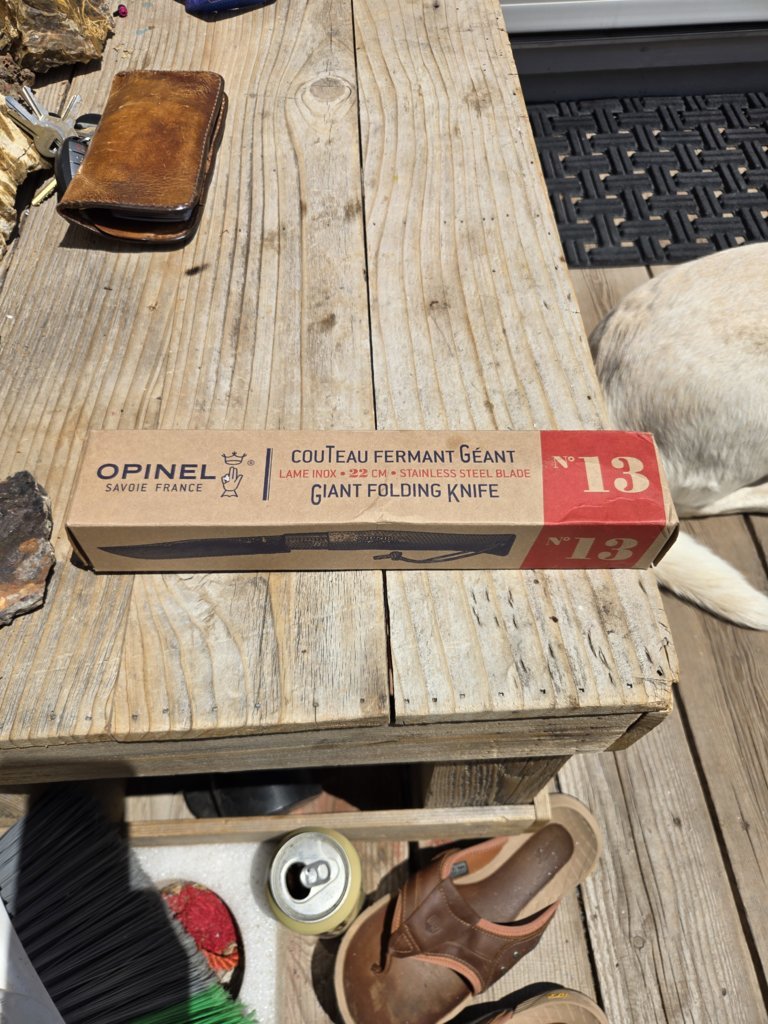 OPINEL®
SAVOIE FRANCE
COUTEAU FERMANT GÉANT
LAME INOX • 22 CM • STAINLESS STEEL BLADE
GIANT FOLDING KNIFE
N° 13
N° 13